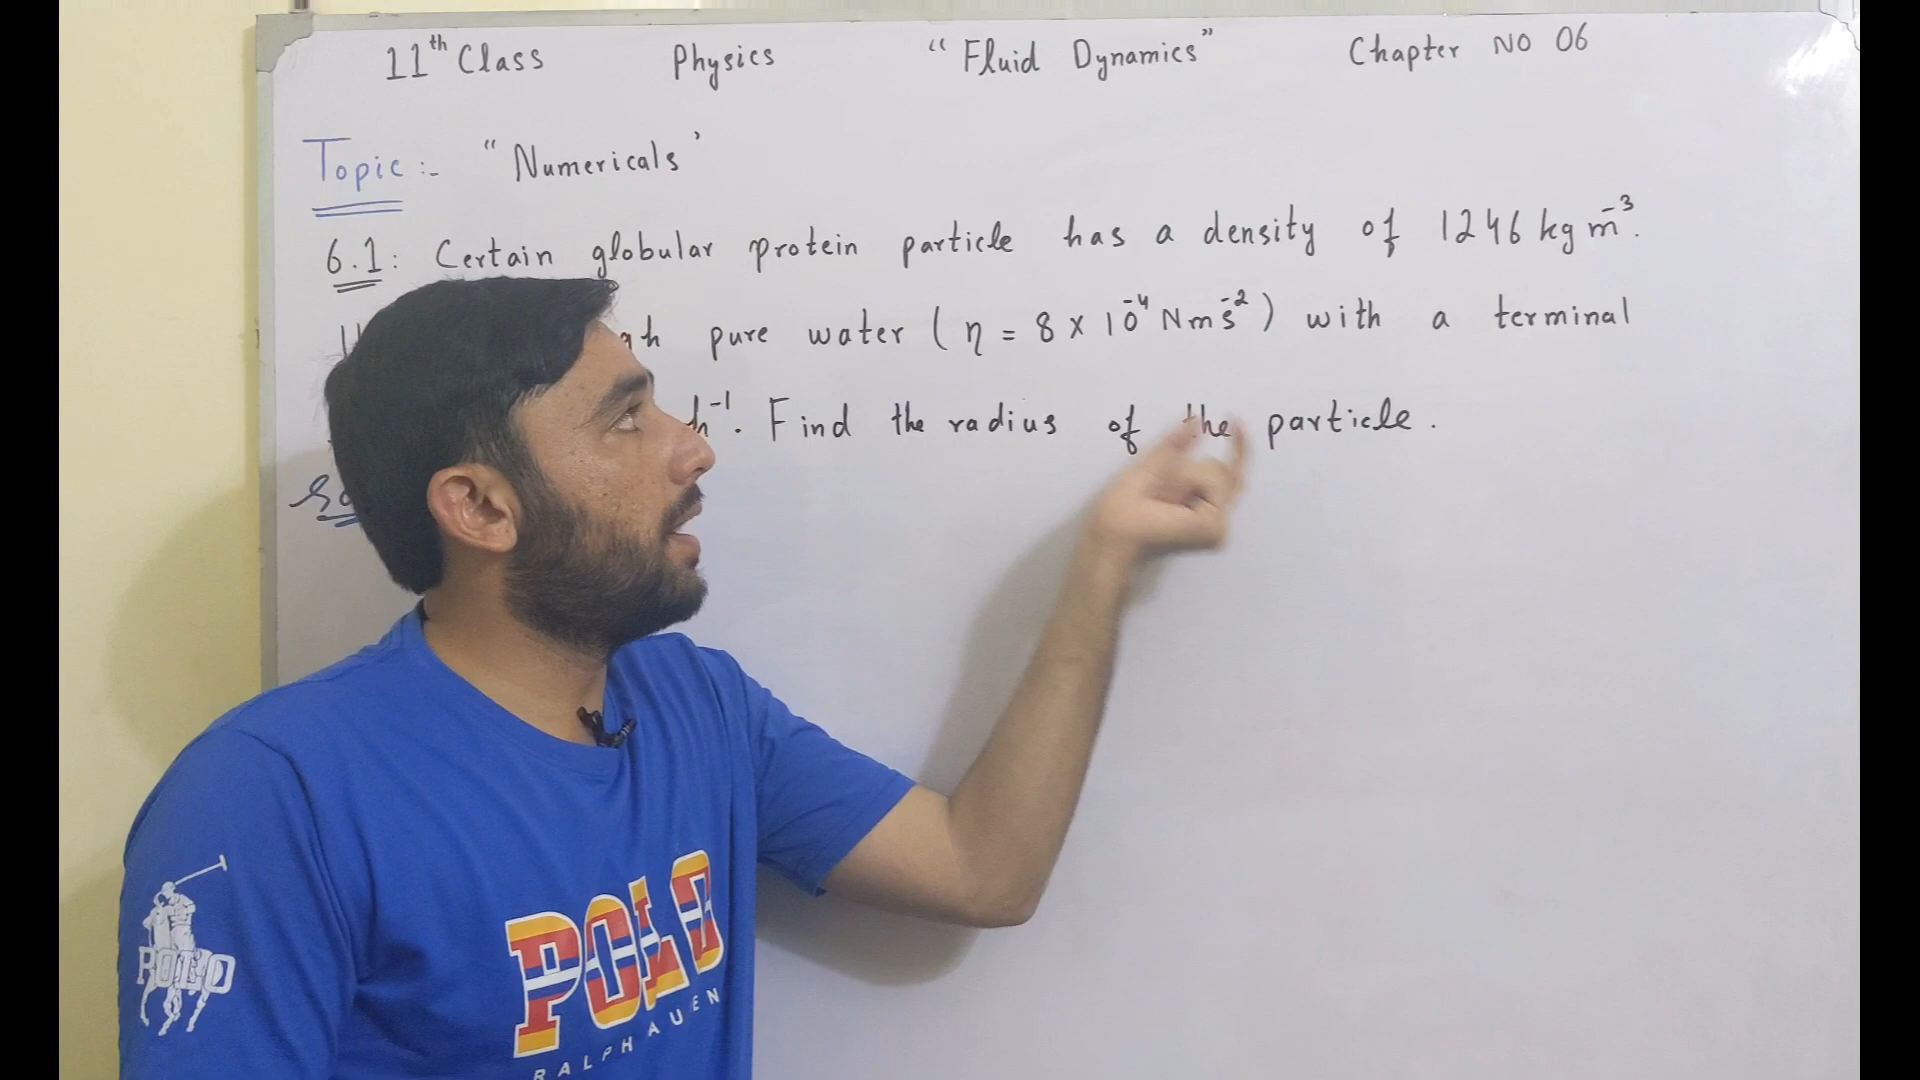 11th Class Physics “Fluid Dynamics” Chapter NO 06
Topic :- “Numericals’
6.1: Certain globular protein particle has a density of 1246 kg m⁻³.
pure water ( η = 8 × 10⁻⁴ N m s⁻² ) with a terminal
h⁻¹. Find the radius of the particle.
POLO
POLO
RALPH LAUREN